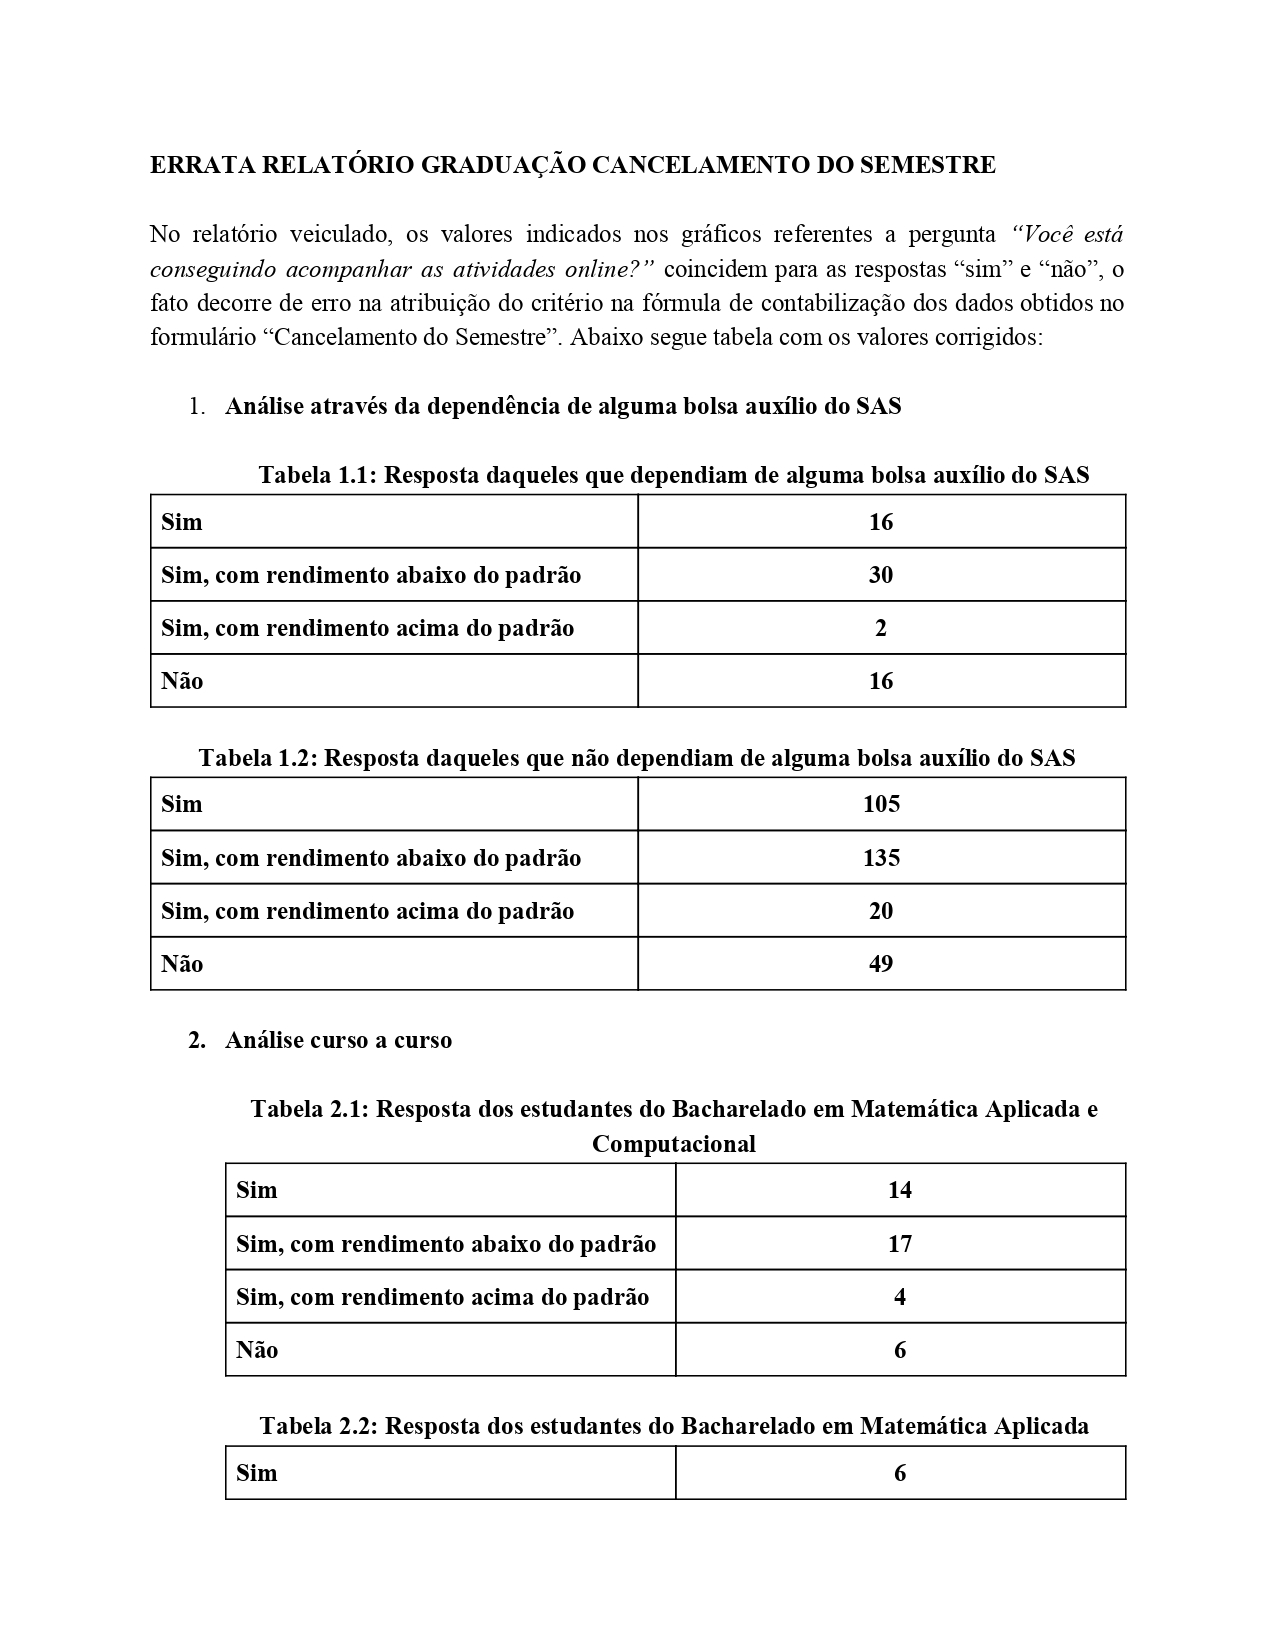 ERRATA RELATÓRIO GRADUAÇÃO CANCELAMENTO DO SEMESTRE
No relatório veiculado, os valores indicados nos gráficos referentes a pergunta “Você está
conseguindo acompanhar as atividades online?” coincidem para as respostas “sim” e “não”, o
fato decorre de erro na atribuição do critério na fórmula de contabilização dos dados obtidos no
formulário “Cancelamento do Semestre”. Abaixo segue tabela com os valores corrigidos:
1. Análise através da dependência de alguma bolsa auxílio do SAS
Tabela 1.1: Resposta daqueles que dependiam de alguma bolsa auxílio do SAS
Sim 16
Sim, com rendimento abaixo do padrão 30
Sim, com rendimento acima do padrão 2
Não 16
Tabela 1.2: Resposta daqueles que não dependiam de alguma bolsa auxílio do SAS
Sim 105
Sim, com rendimento abaixo do padrão 135
Sim, com rendimento acima do padrão 20
Não 49
2. Análise curso a curso
Tabela 2.1: Resposta dos estudantes do Bacharelado em Matemática Aplicada e
Computacional
Sim 14
Sim, com rendimento abaixo do padrão 17
Sim, com rendimento acima do padrão 4
Não 6
Tabela 2.2: Resposta dos estudantes do Bacharelado em Matemática Aplicada
Sim 6